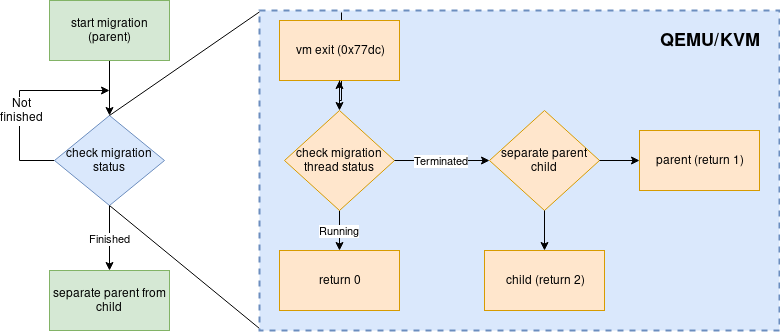 start migration
(parent)
Not
finished
check migration
status
Finished
separate parent from
child
QEMU/KVM
vm exit (0x77dc)
check migration
thread status
Terminated
separate parent
child
parent (return 1)
Running
return 0
child (return 2)